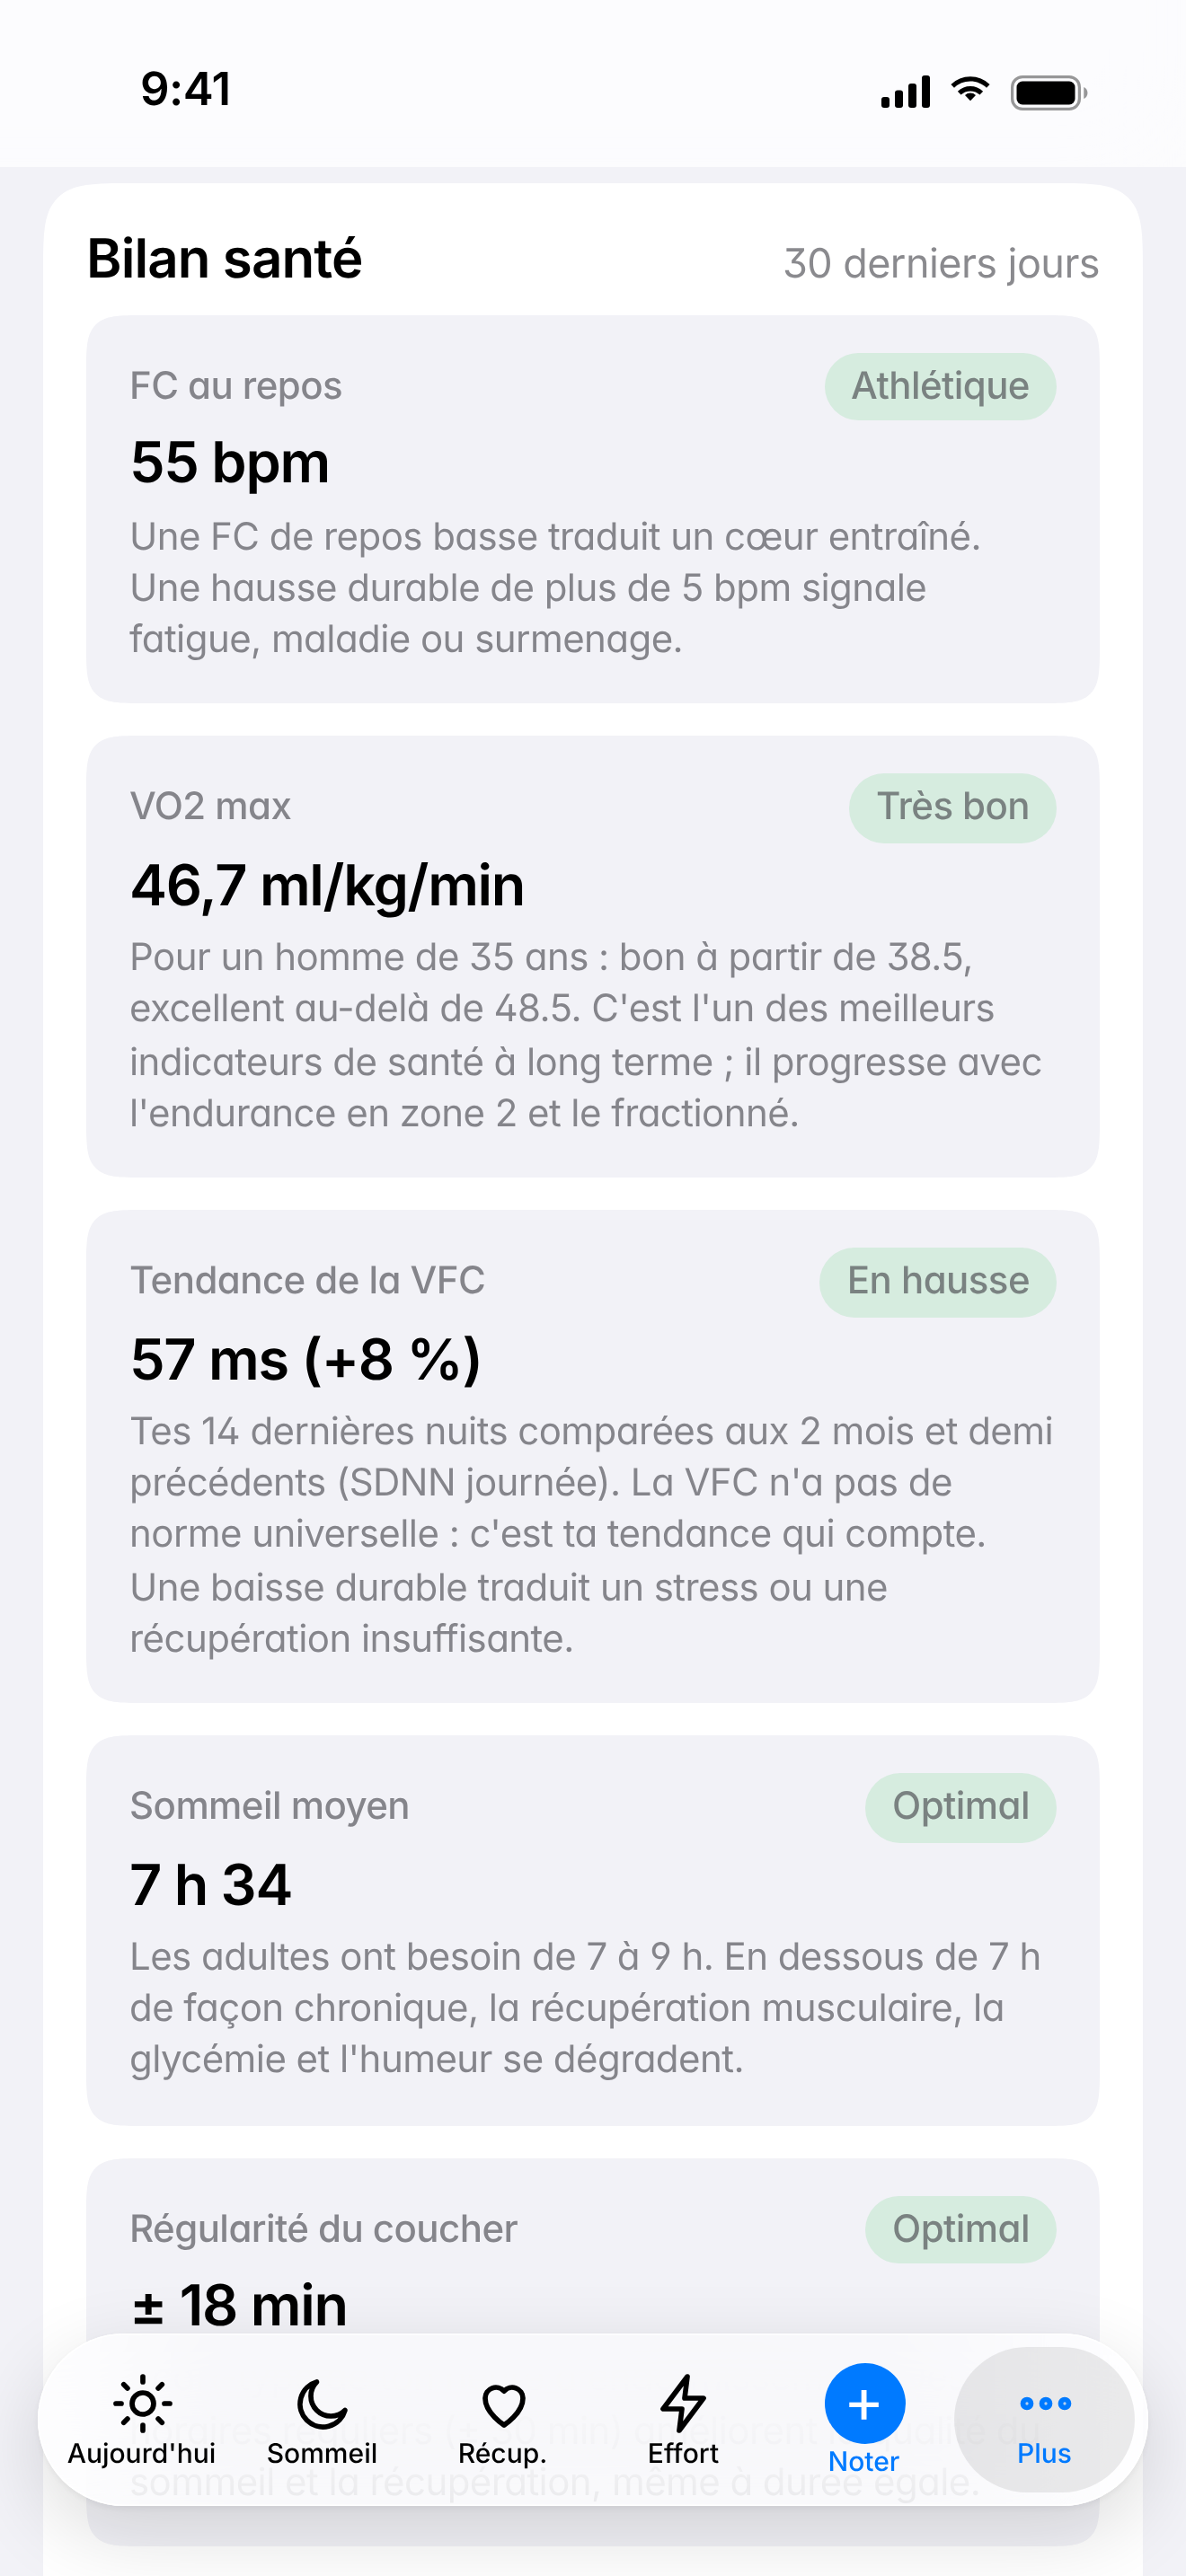 9:41
Bilan santé
30 derniers jours
FC au repos
Athlétique
55 bpm
Une FC de repos basse traduit un cœur entraîné.
Une hausse durable de plus de 5 bpm signale
fatigue, maladie ou surmenage.
VO2 max
Très bon
46,7 ml/kg/min
Pour un homme de 35 ans : bon à partir de 38.5,
excellent au-delà de 48.5. C'est l'un des meilleurs
indicateurs de santé à long terme ; il progresse avec
l'endurance en zone 2 et le fractionné.
Tendance de la VFC
En hausse
57 ms (+8 %)
Tes 14 dernières nuits comparées aux 2 mois et demi
précédents (SDNN journée). La VFC n'a pas de
norme universelle : c'est ta tendance qui compte.
Une baisse durable traduit un stress ou une
récupération insuffisante.
Sommeil moyen
Optimal
7 h 34
Les adultes ont besoin de 7 à 9 h. En dessous de 7 h
de façon chronique, la récupération musculaire, la
glycémie et l'humeur se dégradent.
Régularité du coucher
Optimal
± 18 min
réguliers
sommeil et la récupération, même à durée égale.
Aujourd'hui
Sommeil
Récup.
Effort
Noter
Plus